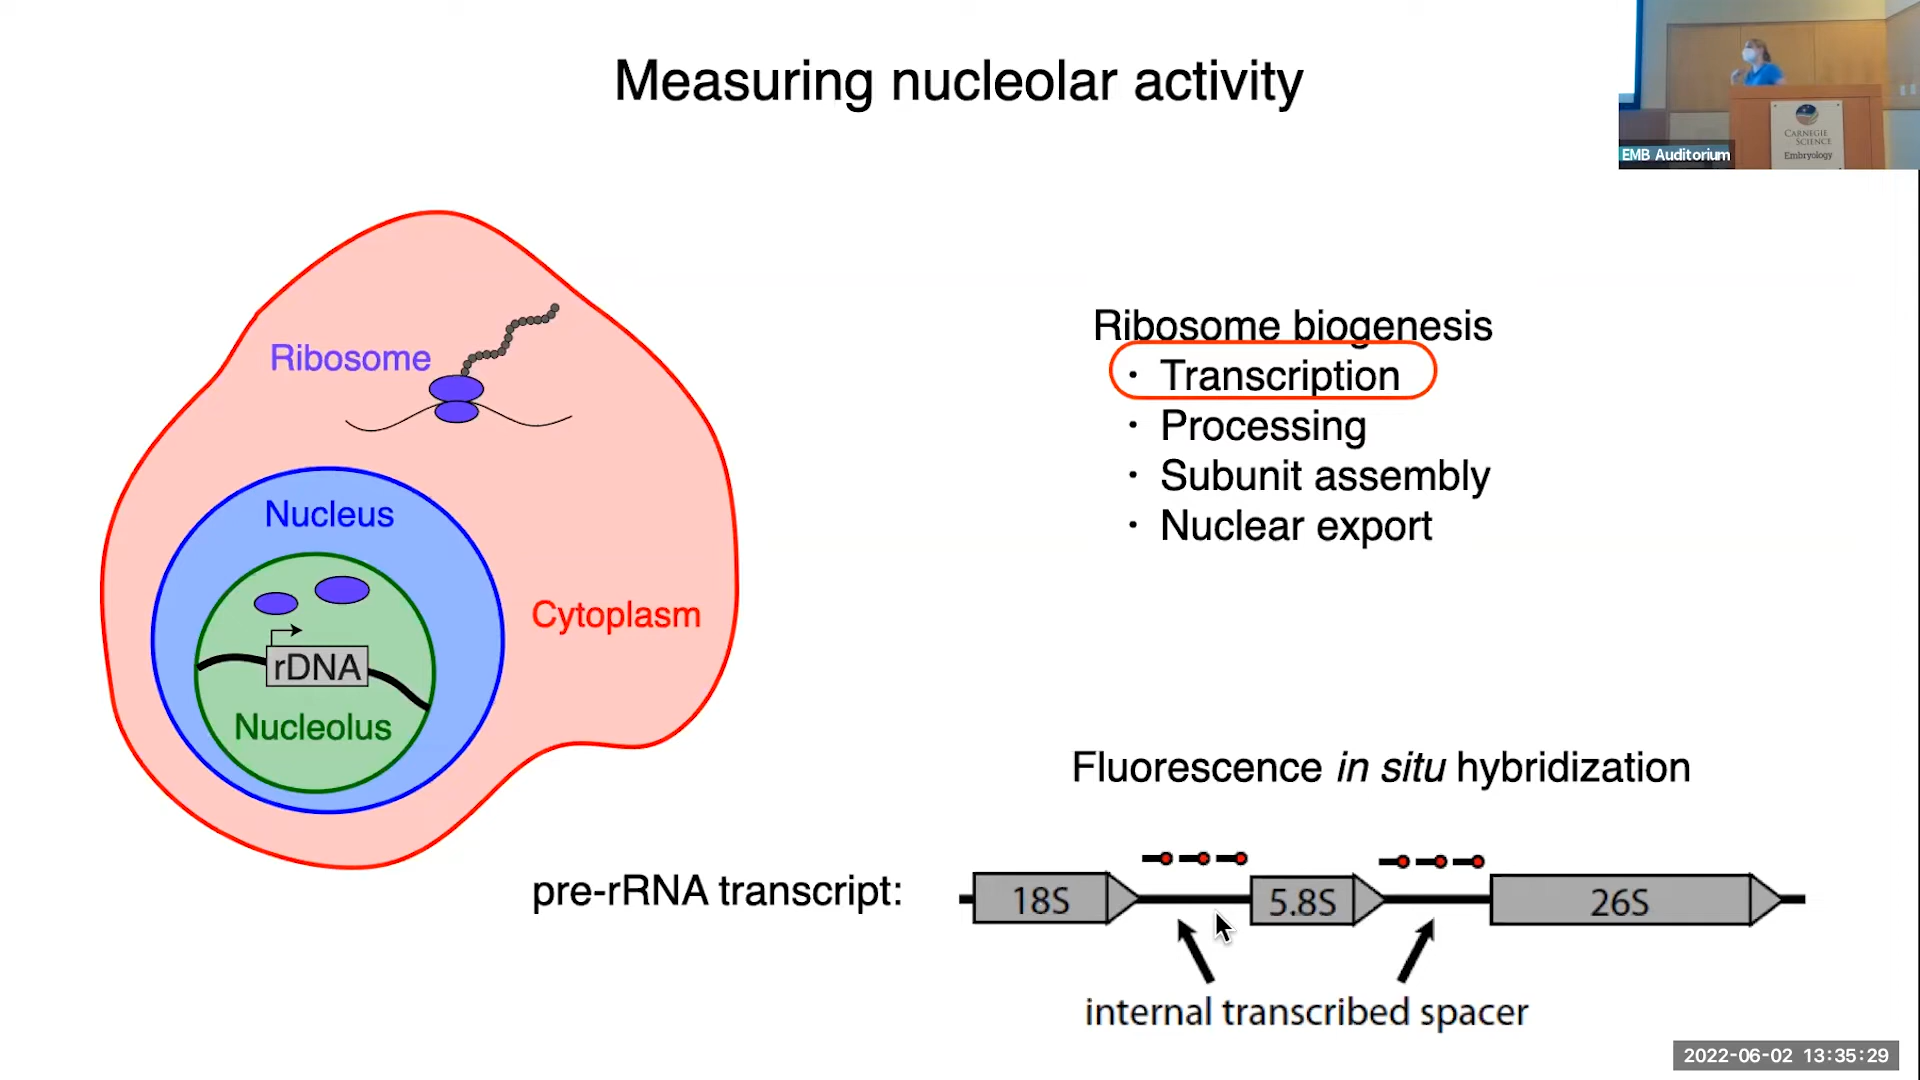 Measuring nucleolar activity
CARNEGIE
SCIENCE
Embryology
EMB Auditorium
Ribosome
Nucleus
rDNA
Nucleolus
Cytoplasm
Ribosome biogenesis
· Transcription
· Processing
· Subunit assembly
· Nuclear export
Fluorescence in situ hybridization
pre-rRNA transcript:
18S
5.8S
26S
internal transcribed spacer
2022-06-02 13:35:29